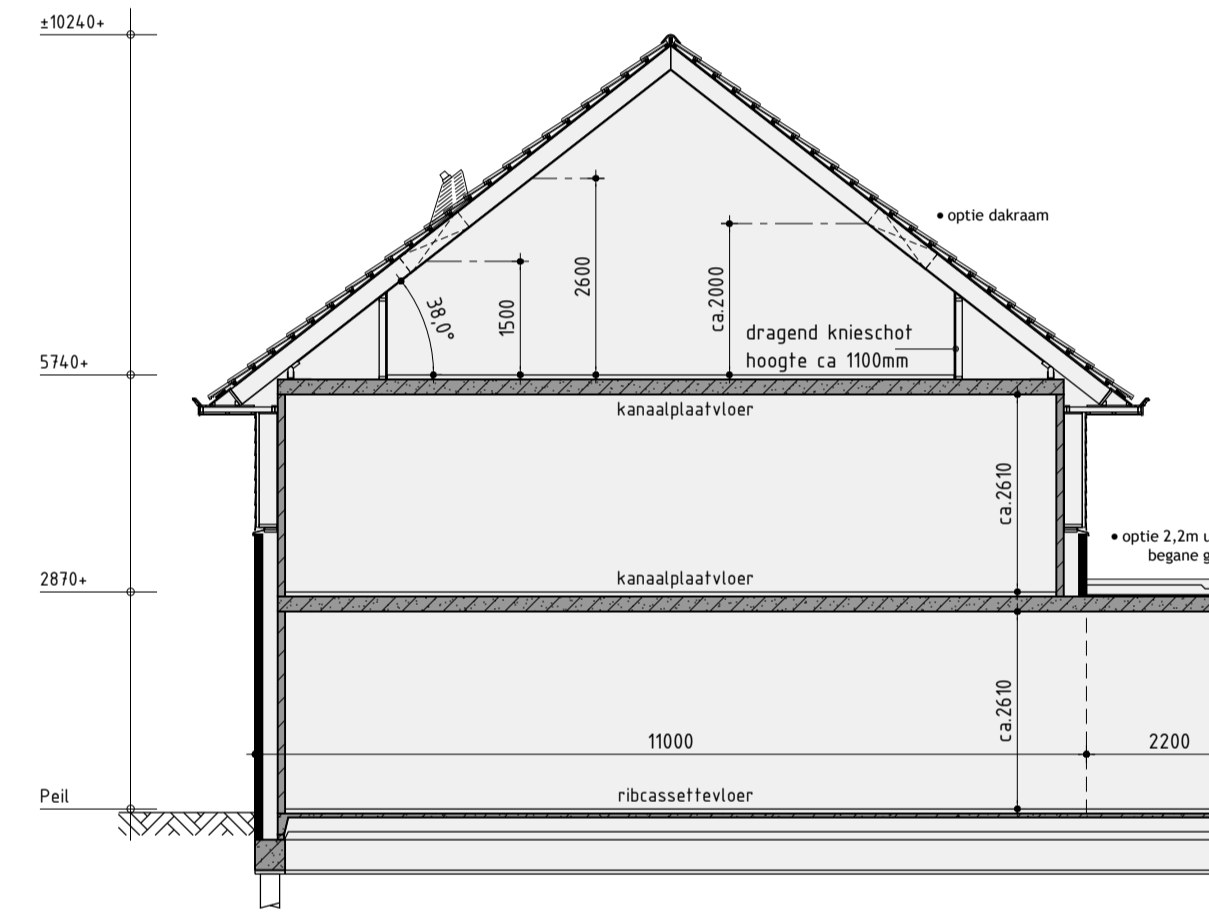 ±10240+
• optie dakraam
2600
ca.2000
1500
38,0°
dragend knieschot
hoogte ca 1100mm
5740+
kanaalplaatvloer
ca.2610
• optie 2,2m u
begane g
kanaalplaatvloer
2870+
ca.2610
11000
2200
Peil
ribcassettevloer